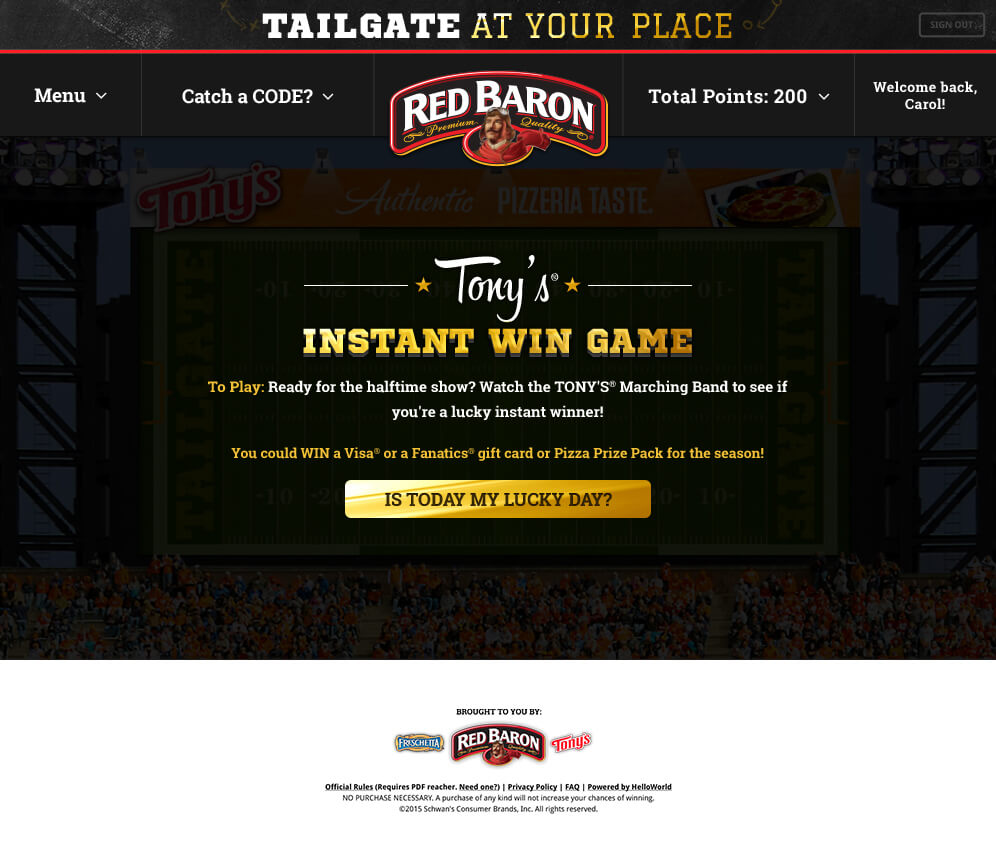 TAILGATE AT YOUR PLACE
SIGN OUT
Menu
Catch a CODE?
RED BARON
Premium Quality
Total Points: 200
Welcome back,
Carol!
Tony's
Authentic PIZZERIA TASTE.
Tony's®
INSTANT WIN GAME
To Play: Ready for the halftime show? Watch the TONY'S® Marching Band to see if
you're a lucky instant winner!
You could WIN a Visa® or a Fanatics® gift card or Pizza Prize Pack for the season!
IS TODAY MY LUCKY DAY?
TAILGATE
TAILGATE
BROUGHT TO YOU BY:
FRESCHETTA
RED BARON
Premium Quality
Tony's
Official Rules (Requires PDF reacher. Need one?) | Privacy Policy | FAQ | Powered by HelloWorld
NO PURCHASE NECESSARY. A purchase of any kind will not increase your chances of winning.
©2015 Schwan's Consumer Brands, Inc. All rights reserved.